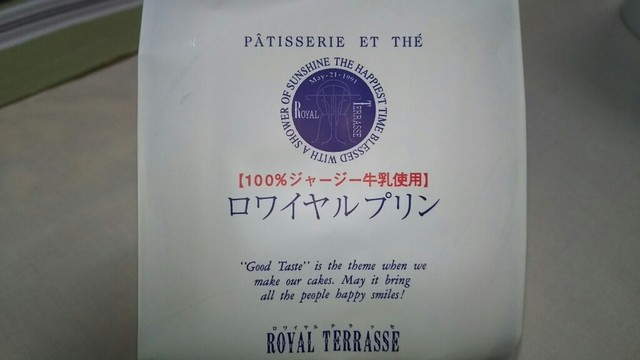 PÂTISSERIE ET THÉ
THE HAPPIEST TIME BLESSED WITH A SHOWER OF SUNSHINE
May・21・1991
ROYAL TERRASSE
【100%ジャージー牛乳使用】
ロワイヤルプリン
"Good Taste" is the theme when we
make our cakes. May it bring
all the people happy smiles!
ロワイヤルテラッセ
ROYAL TERRASSE